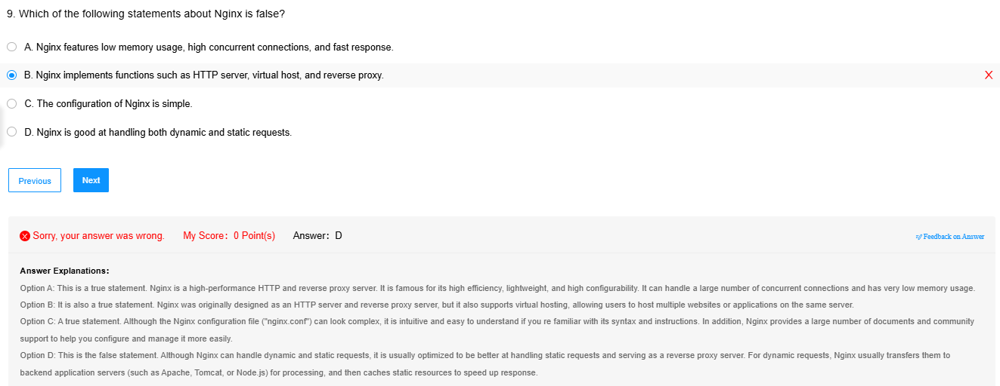 9. Which of the following statements about Nginx is false?
A. Nginx features low memory usage, high concurrent connections, and fast response.
B. Nginx implements functions such as HTTP server, virtual host, and reverse proxy.
C. The configuration of Nginx is simple.
D. Nginx is good at handling both dynamic and static requests.
Previous Next
Sorry, your answer was wrong. My Score: 0 Point(s) Answer: D Feedback on Answer
Answer Explanations:
Option A: This is a true statement. Nginx is a high-performance HTTP and reverse proxy server. It is famous for its high efficiency, lightweight, and high configurability. It can handle a large number of concurrent connections and has very low memory usage.
Option B: It is also a true statement. Nginx was originally designed as an HTTP server and reverse proxy server, but it also supports virtual hosting, allowing users to host multiple websites or applications on the same server.
Option C: A true statement. Although the Nginx configuration file ("nginx.conf") can look complex, it is intuitive and easy to understand if you re familiar with its syntax and instructions. In addition, Nginx provides a large number of documents and community
support to help you configure and manage it more easily.
Option D: This is the false statement. Although Nginx can handle dynamic and static requests, it is usually optimized to be better at handling static requests and serving as a reverse proxy server. For dynamic requests, Nginx usually transfers them to
backend application servers (such as Apache, Tomcat, or Node.js) for processing, and then caches static resources to speed up response.